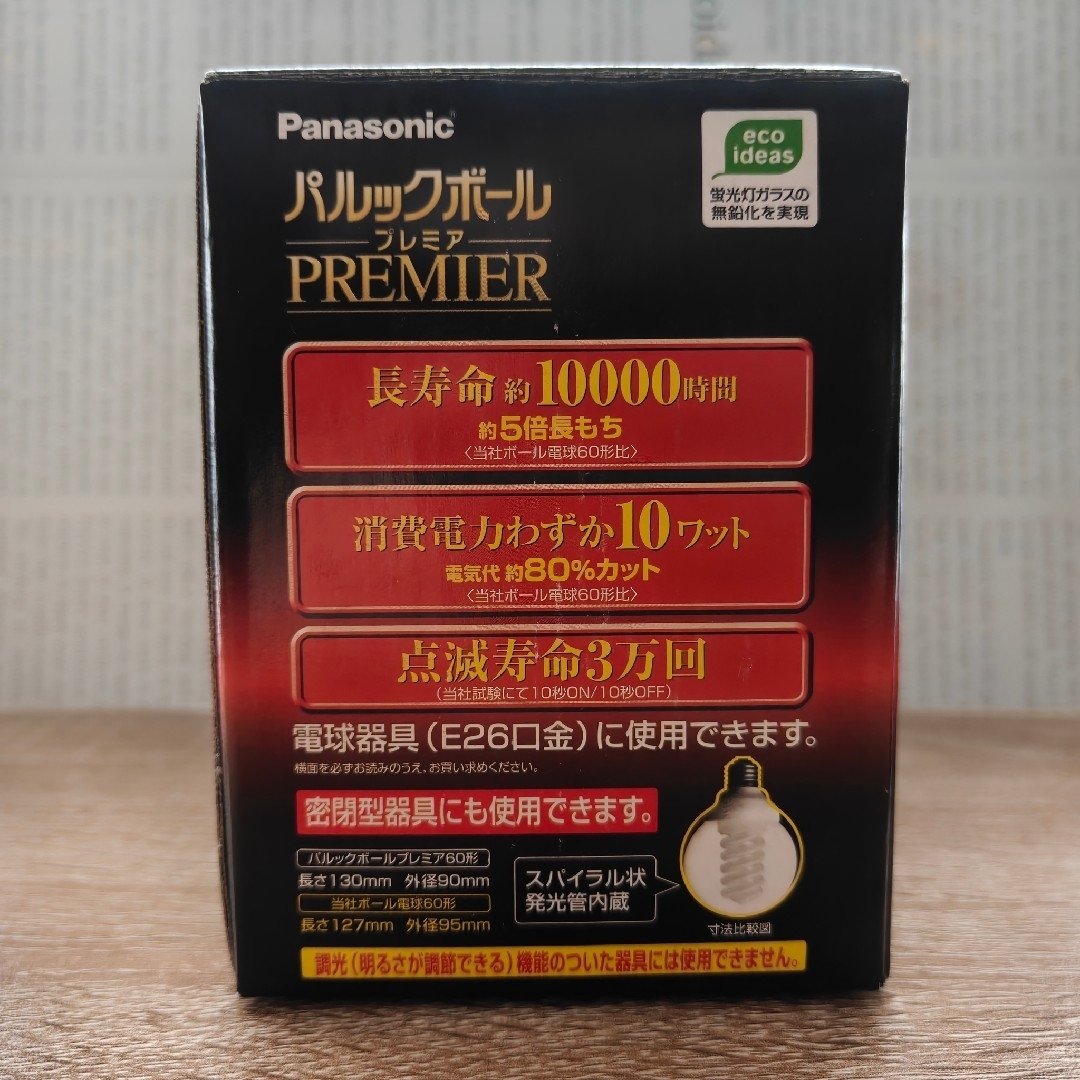 Panasonic
eco
ideas
蛍光灯ガラスの
無鉛化を実現
パルックボール
プレミア
PREMIER
長寿命 約10000時間
約5倍長もち
〈当社ボール電球60形比〉
消費電力わずか10ワット
電気代 約80%カット
〈当社ボール電球60形比〉
点滅寿命3万回
(当社試験にて10秒ON/10秒OFF)
電球器具(E26口金)に使用できます。
横面を必ずお読みのうえ、お買い求めください。
密閉型器具にも使用できます。
パルックボールプレミア60形
長さ130mm 外径90mm
当社ボール電球60形
長さ127mm 外径95mm
スパイラル状
発光管内蔵
寸法比較図
調光(明るさが調節できる)機能のついた器具には使用できません。